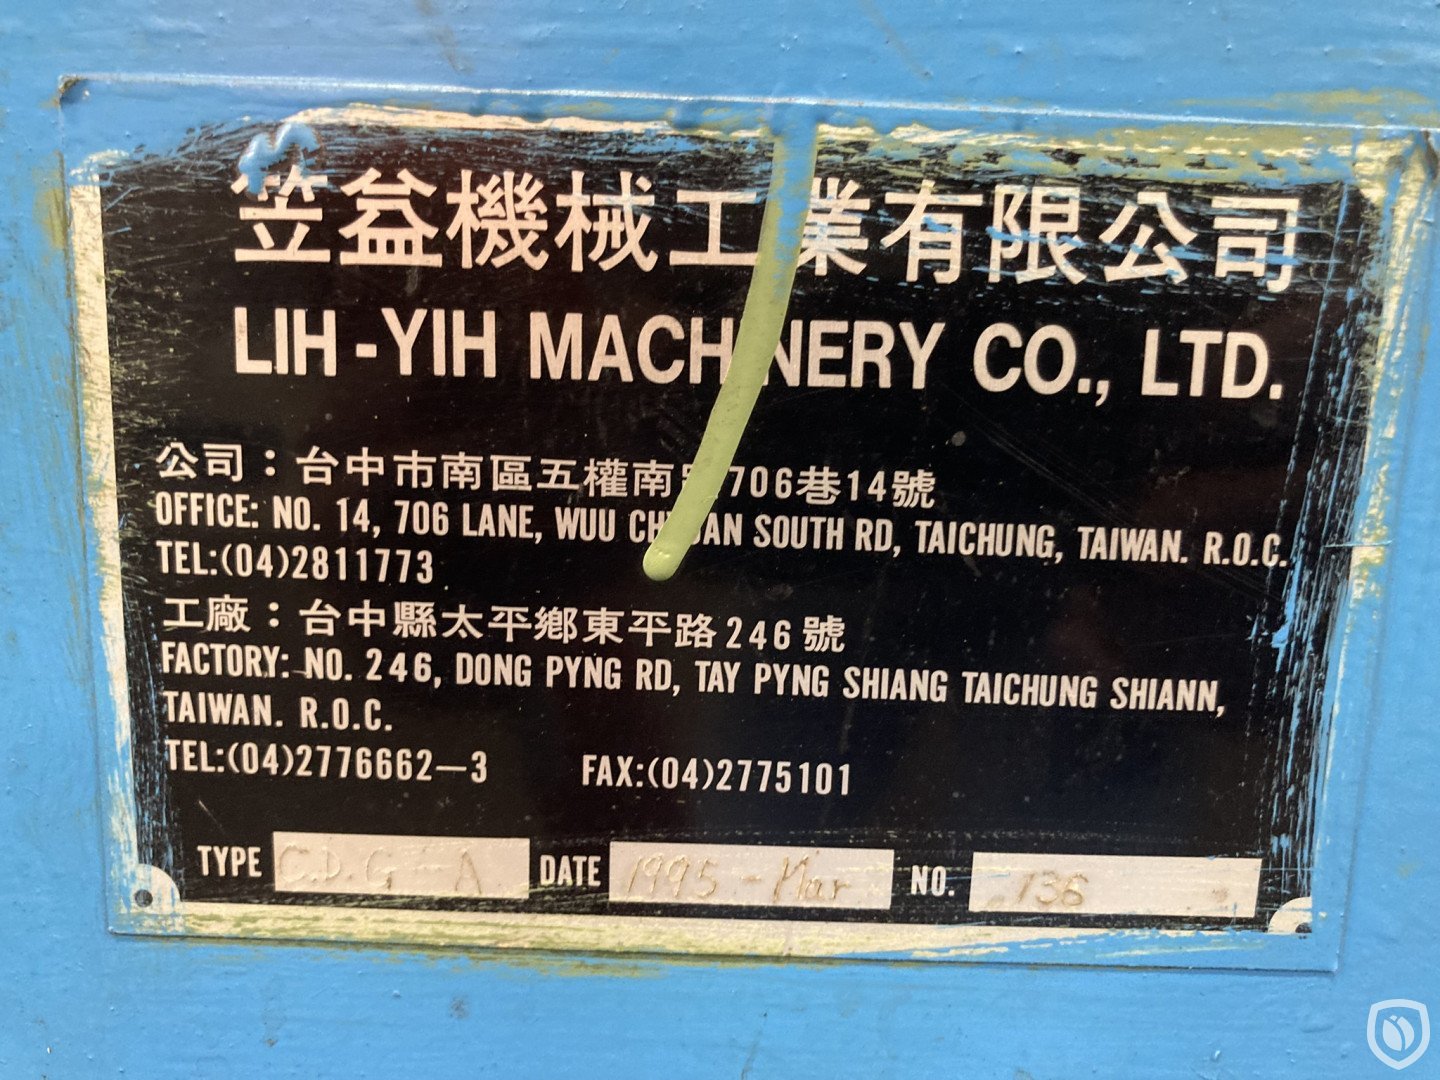 笠益機械工業有限公司
LIH-YIH MACHINERY CO., LTD.
公司：台中市南區五權南 706巷14號
OFFICE: NO. 14, 706 LANE, WUU SOUTH RD, TAICHUNG, TAIWAN. R.O.C.
TEL:(04)2811773
工廠：台中縣太平鄉東平路246號
FACTORY: NO. 246, DONG PYNG RD, TAY PYNG SHIANG TAICHUNG SHIANN,
TAIWAN. R.O.C.
TEL:(04)2776662—3 FAX:(04)2775101
TYPE C.D.G-A DATE 1995-Mar NO. 136